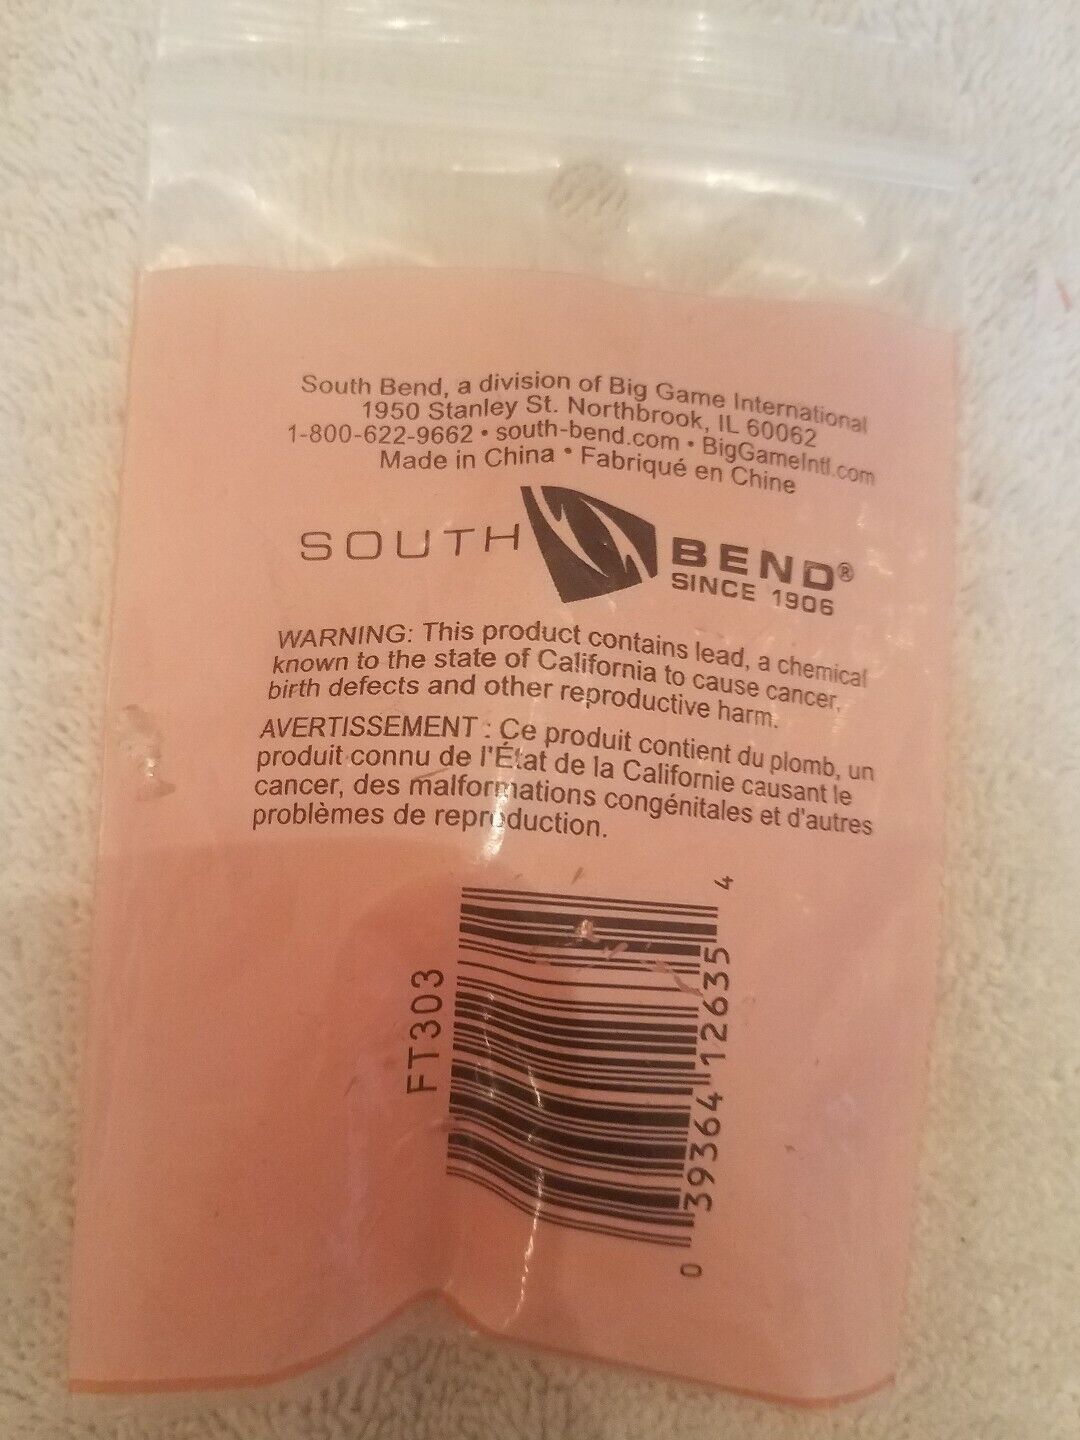 South Bend, a division of Big Game International
1950 Stanley St. Northbrook, IL 60062
1-800-622-9662 • south-bend.com • BigGameIntl.com
Made in China • Fabriqué en Chine
SOUTH BEND®
SINCE 1906
WARNING: This product contains lead, a chemical
known to the state of California to cause cancer,
birth defects and other reproductive harm.
AVERTISSEMENT : Ce produit contient du plomb, un
produit connu de l'État de la Californie causant le
cancer, des malformations congénitales et d'autres
problèmes de reproduction.
FT303
0 39364 12635 4